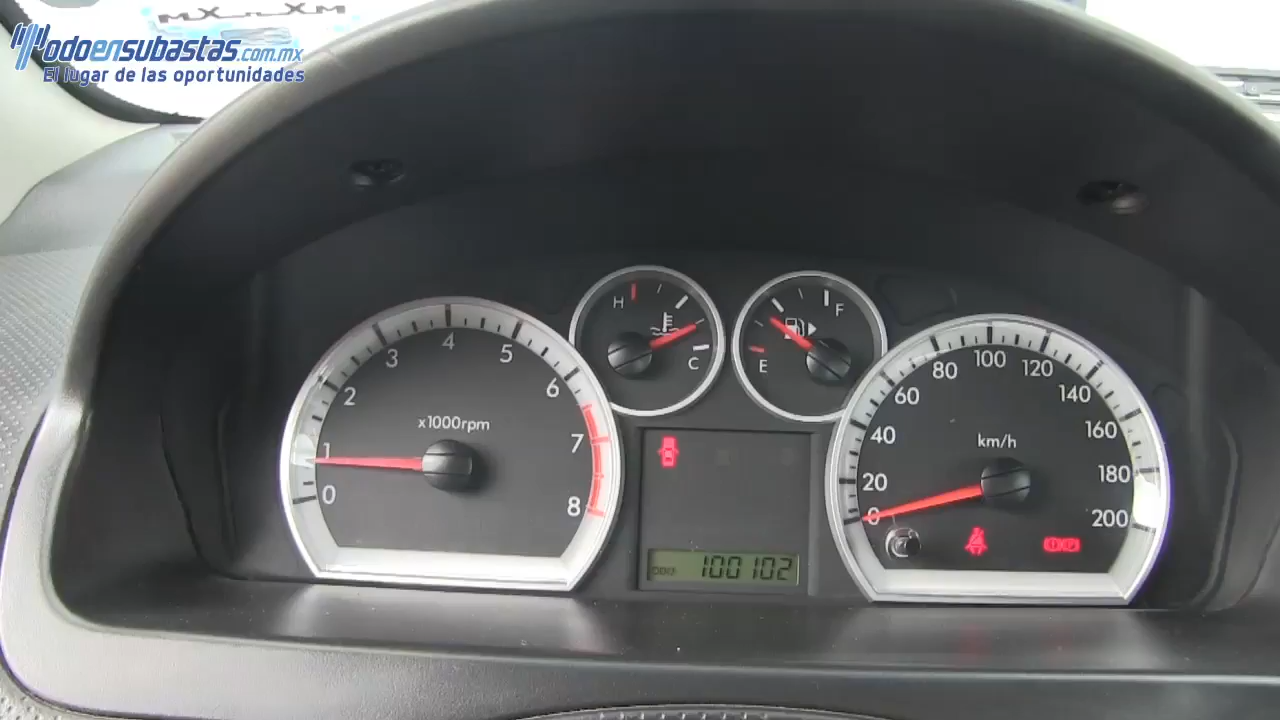 Todoensubastas.com.mx
El lugar de las oportunidades
H
C
E
F
0
1
2
3
4
5
6
7
8
x1000rpm
0
20
40
60
80
100
120
140
160
180
200
km/h
ODO
100102